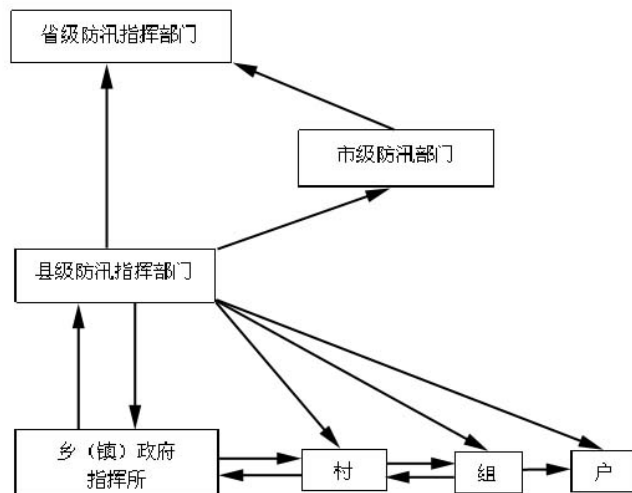 省级防汛指挥部门
市级防汛部门
县级防汛指挥部门
乡（镇）政府
指挥所
村
组
户